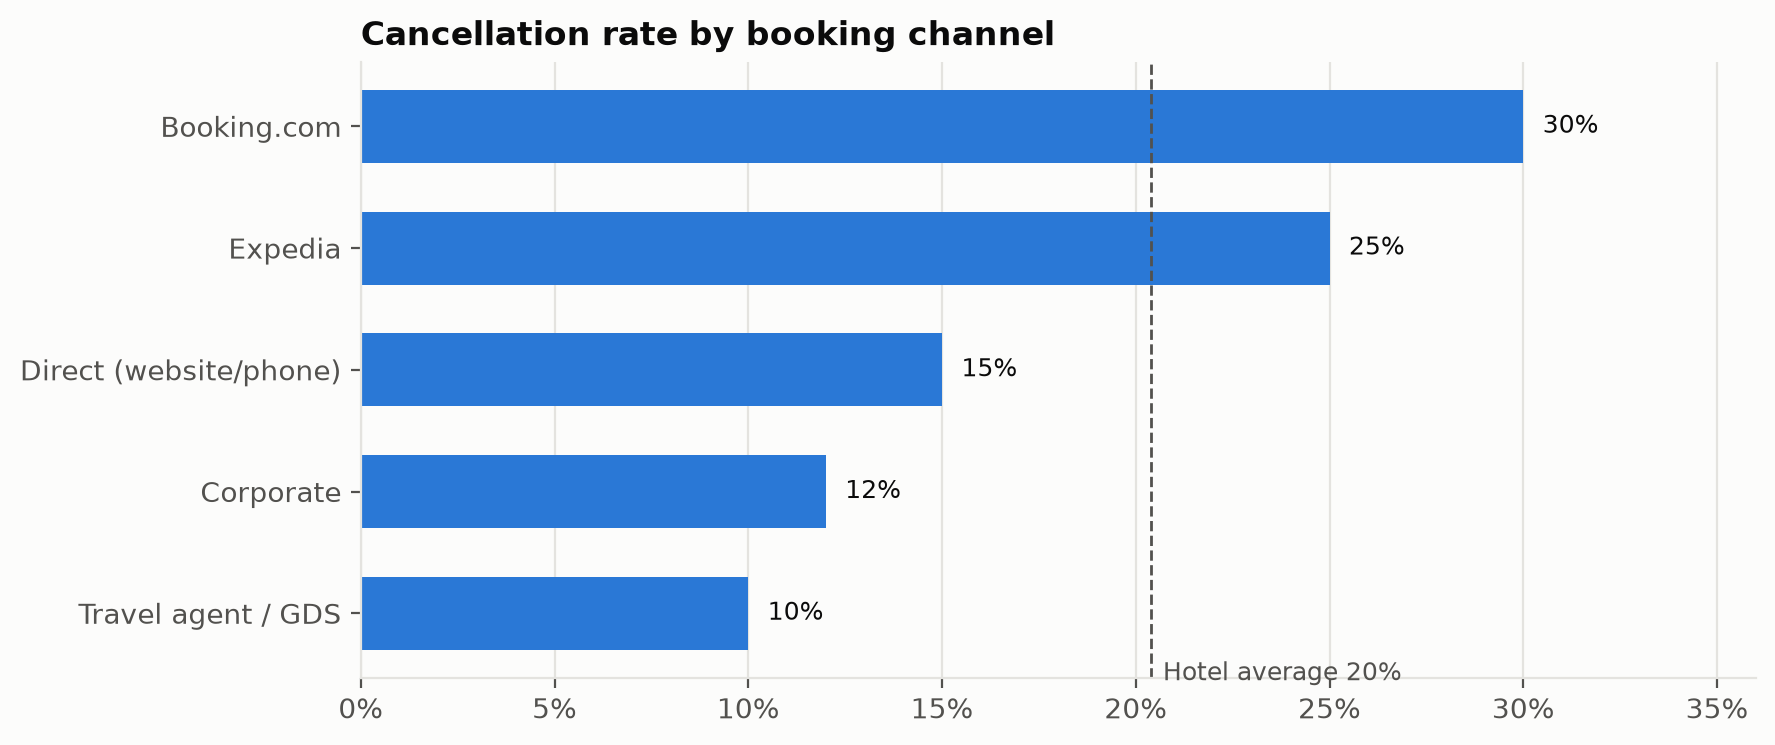 Cancellation rate by booking channel
Booking.com 30%
Expedia 25%
Direct (website/phone) 15%
Corporate 12%
Travel agent / GDS 10%
Hotel average 20%
0% 5% 10% 15% 20% 25% 30% 35%